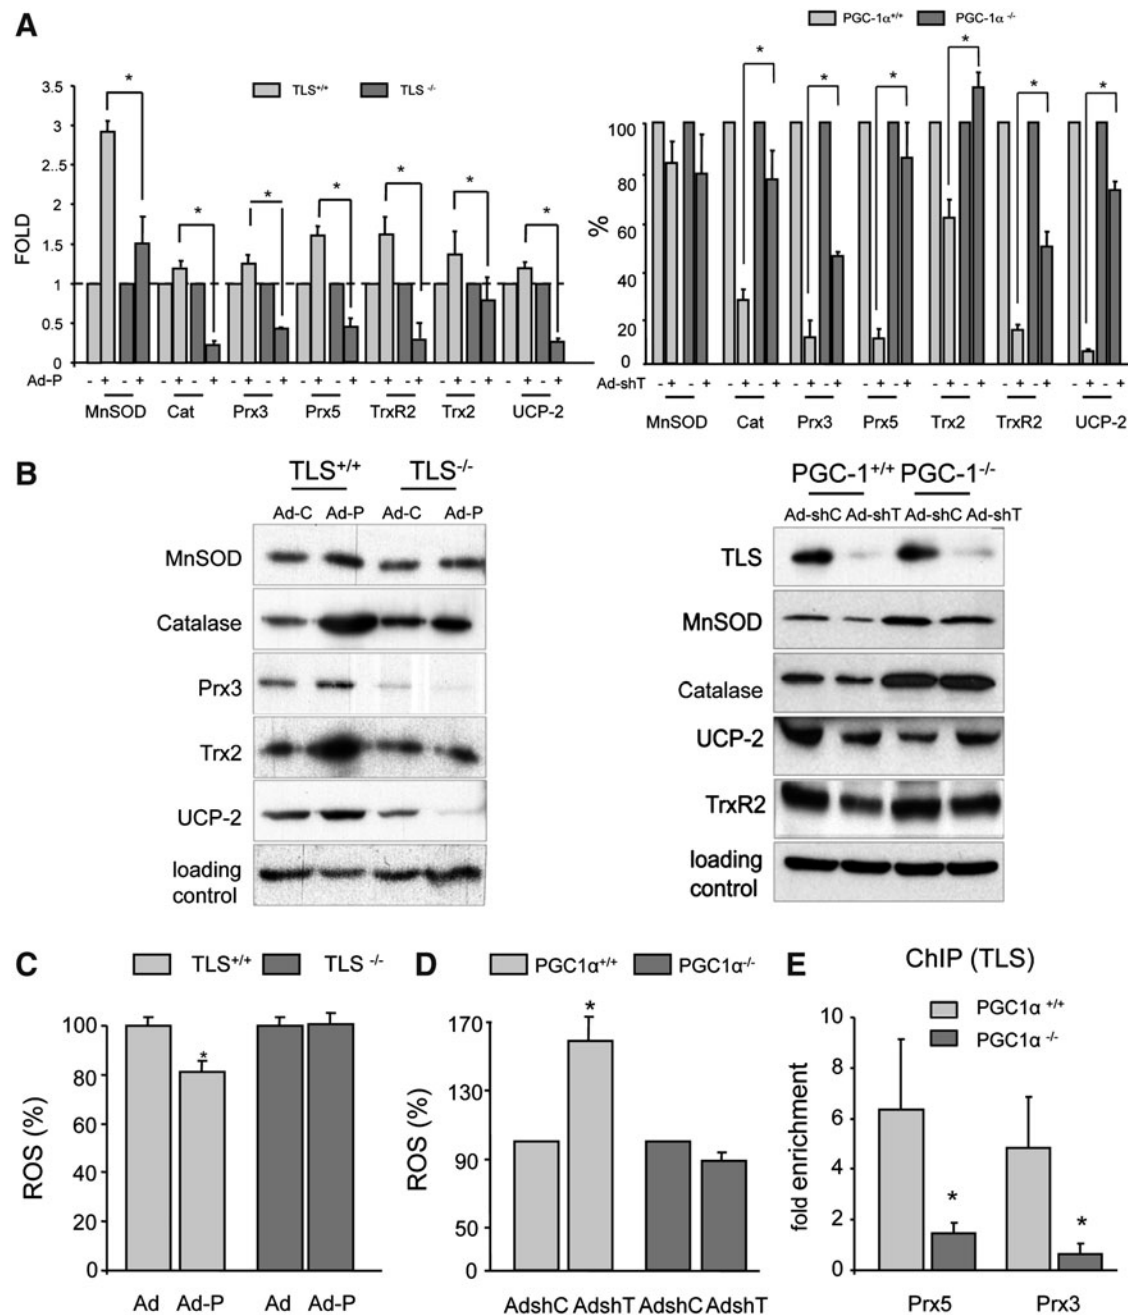 A
TLS+/+ TLS -/-
FOLD
3.5
3
2.5
2
1.5
1
0.5
0
* * * * * * *
Ad-P - + - + - + - + - + - + - + - + - + - + - + - + - + - +
MnSOD Cat Prx3 Prx5 TrxR2 Trx2 UCP-2
PGC-1α+/+ PGC-1α -/-
%
100
80
60
40
20
0
* * * * * *
Ad-shT - + - + - + - + - + - + - + - + - + - + - + - + - + - +
MnSOD Cat Prx3 Prx5 Trx2 TrxR2 UCP-2
B
TLS+/+ TLS-/-
Ad-C Ad-P Ad-C Ad-P
MnSOD
Catalase
Prx3
Trx2
UCP-2
loading
control
PGC-1+/+ PGC-1-/-
Ad-shC Ad-shT Ad-shC Ad-shT
TLS
MnSOD
Catalase
UCP-2
TrxR2
loading
control
C
TLS+/+ TLS -/-
ROS (%)
100
80
60
40
20
0
*
Ad Ad-P Ad Ad-P
D
PGC1α+/+ PGC1α-/-
ROS (%)
170
130
90
50
0
*
AdshC AdshT AdshC AdshT
E
ChIP (TLS)
PGC1α +/+
PGC1α -/-
fold enrichment
10
8
6
4
2
0
* *
Prx5 Prx3